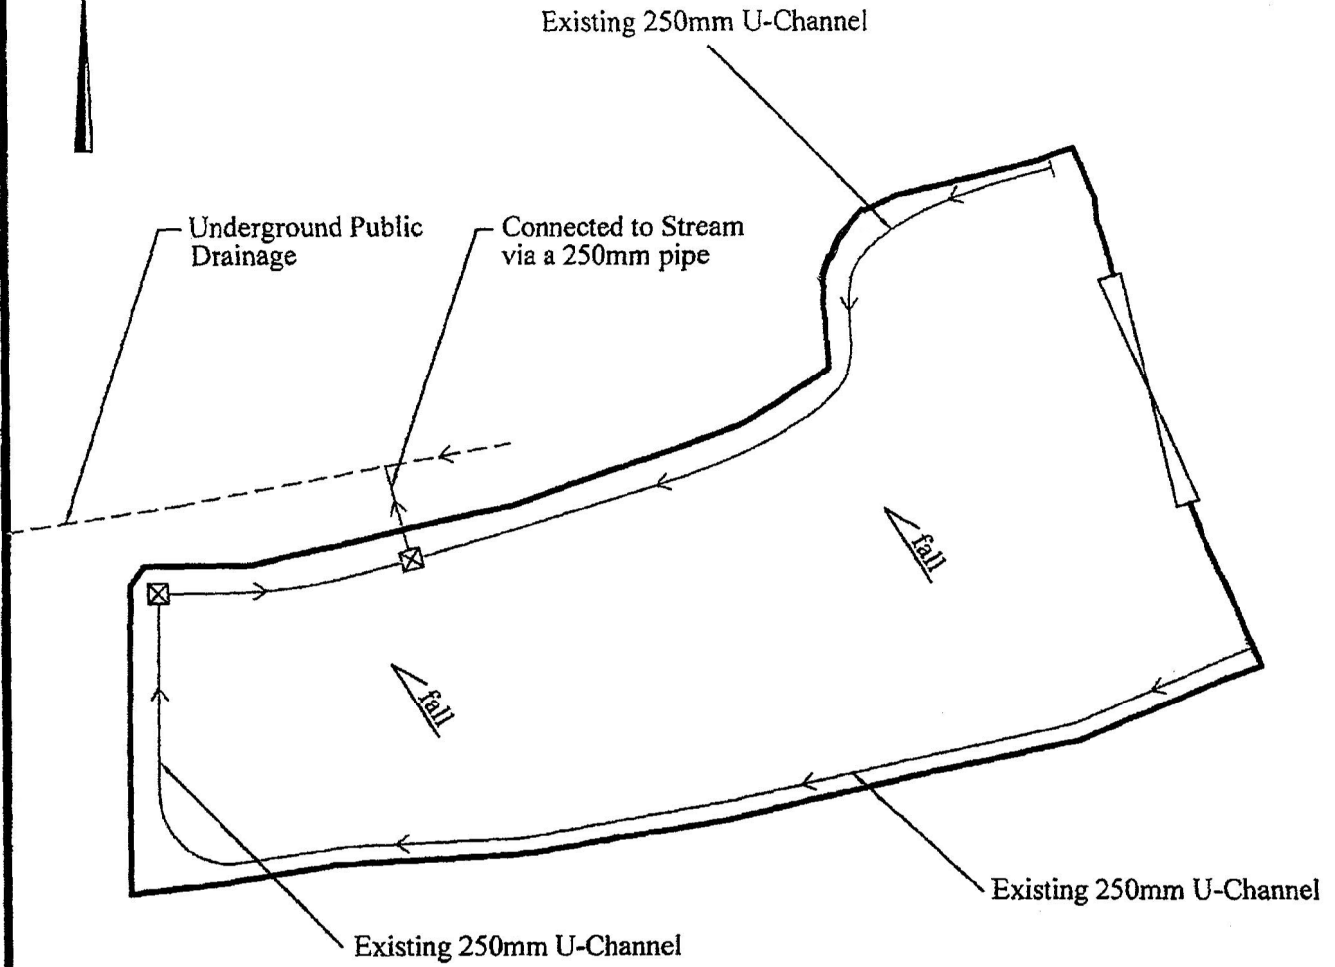 Existing 250mm U-Channel
Underground Public
Drainage
Connected to Stream
via a 250mm pipe
fall
fall
Existing 250mm U-Channel
Existing 250mm U-Channel